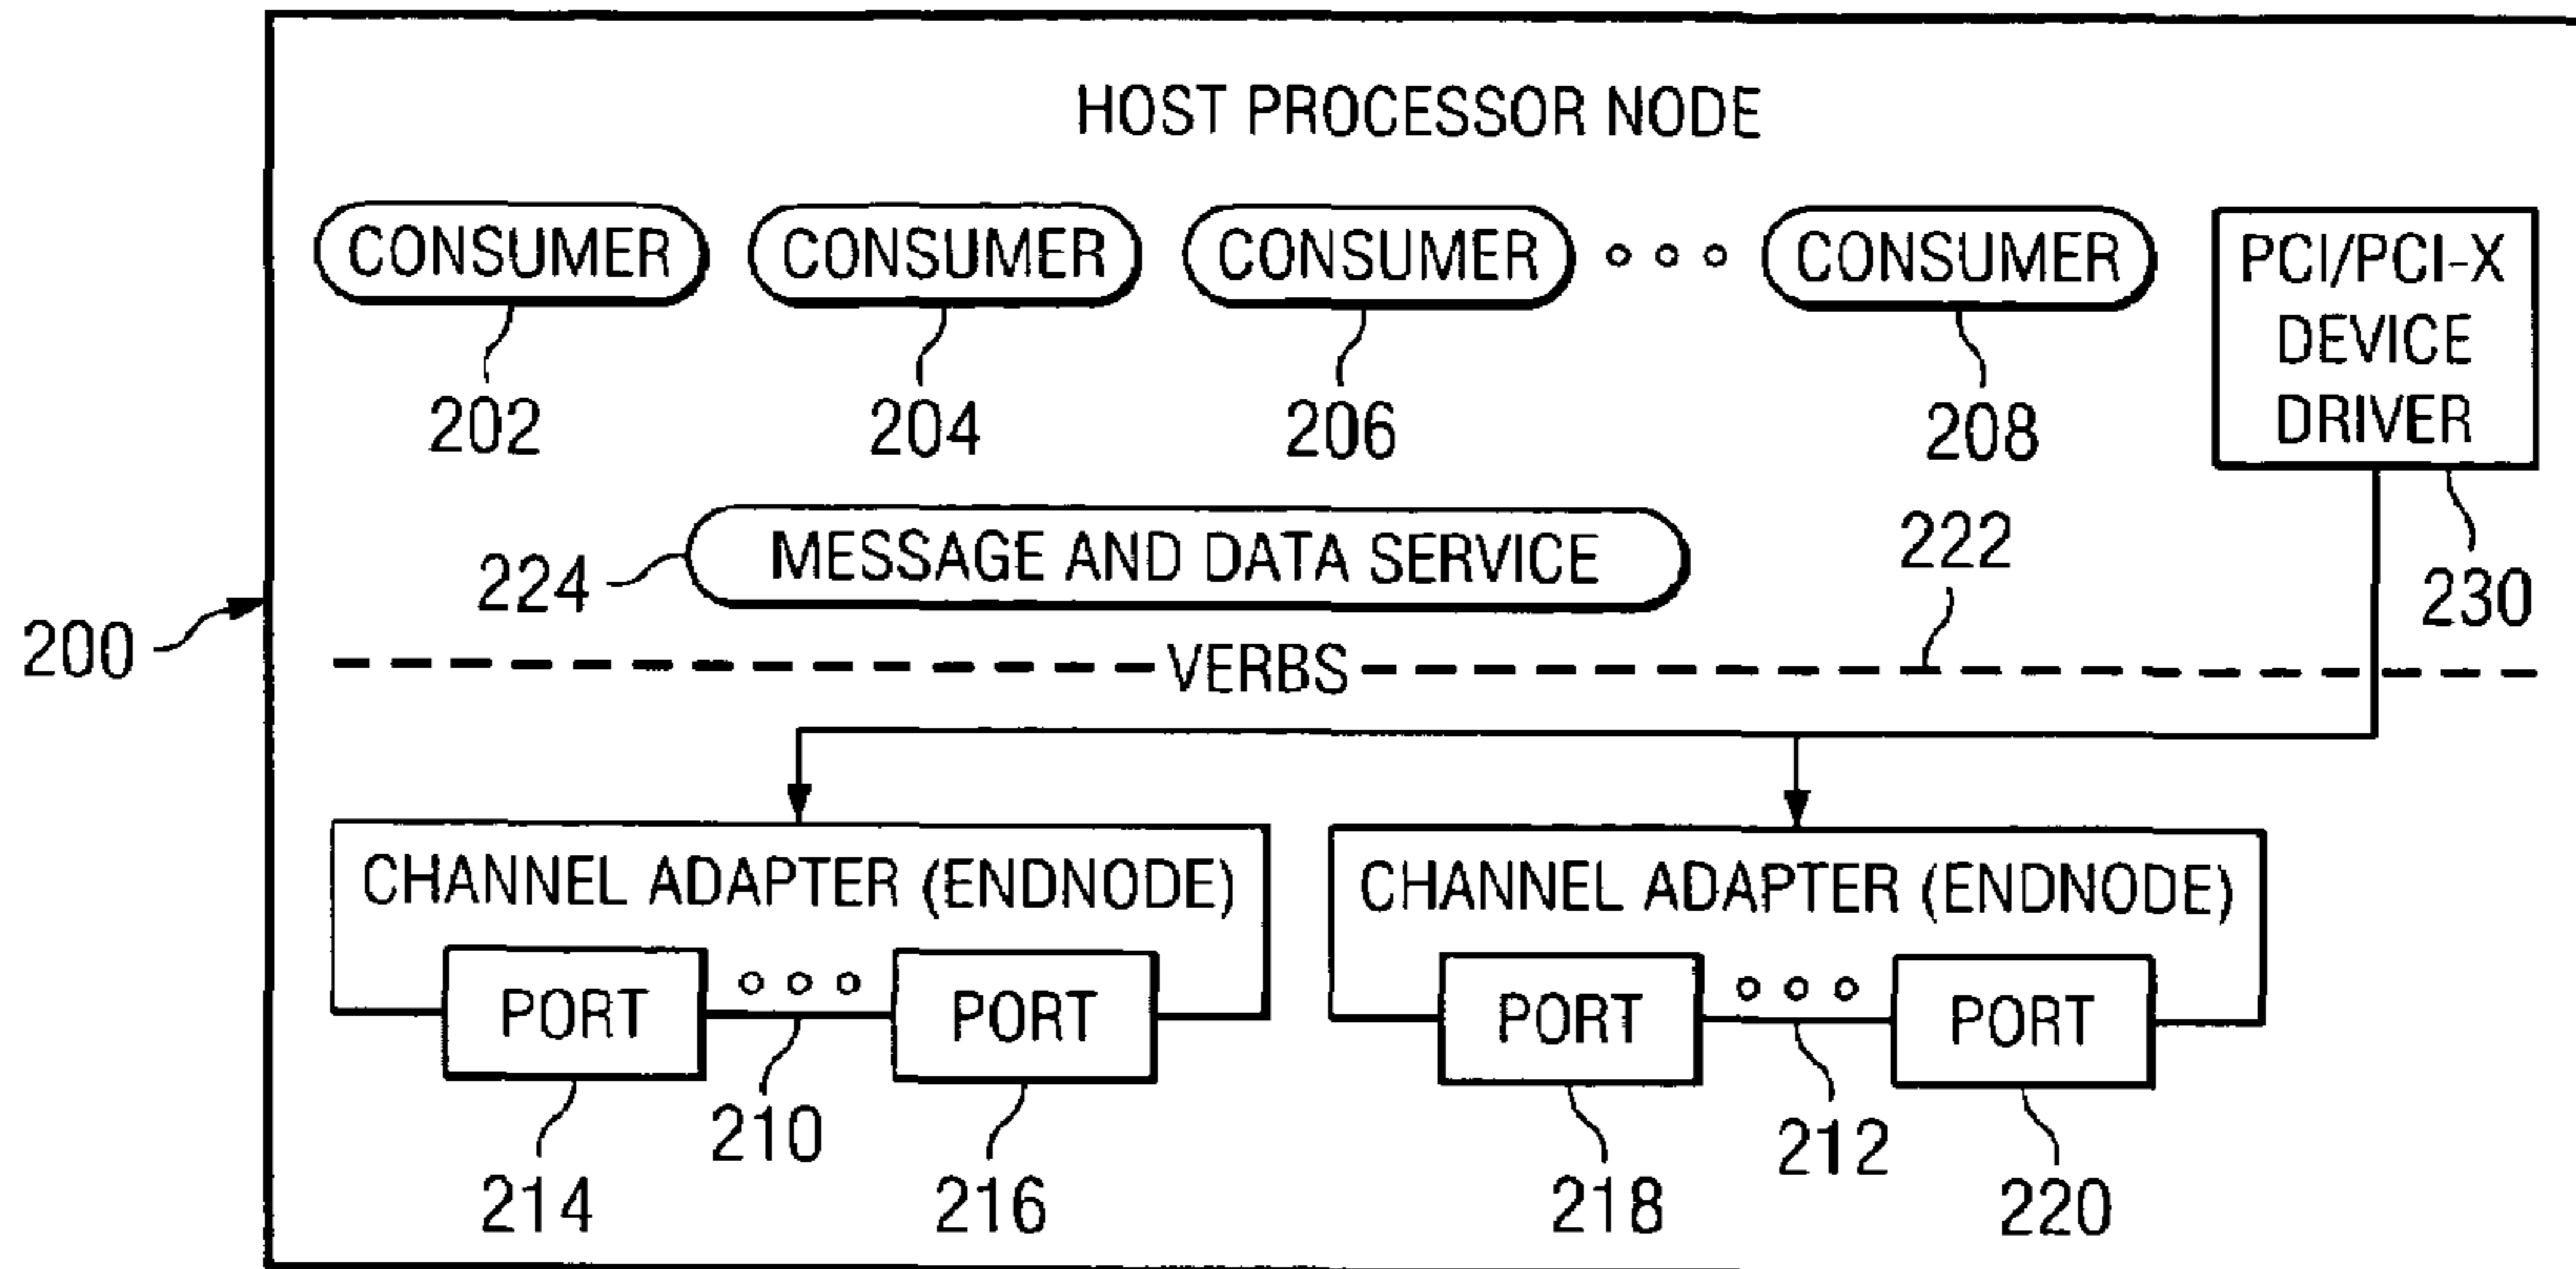 HOST PROCESSOR NODE
CONSUMER CONSUMER CONSUMER CONSUMER PCI/PCI-X
DEVICE
DRIVER
202 204 206 208
222
224 MESSAGE AND DATA SERVICE
230
200
VERBS
CHANNEL ADAPTER (ENDNODE) CHANNEL ADAPTER (ENDNODE)
PORT PORT PORT PORT
210 212
214 216 218 220